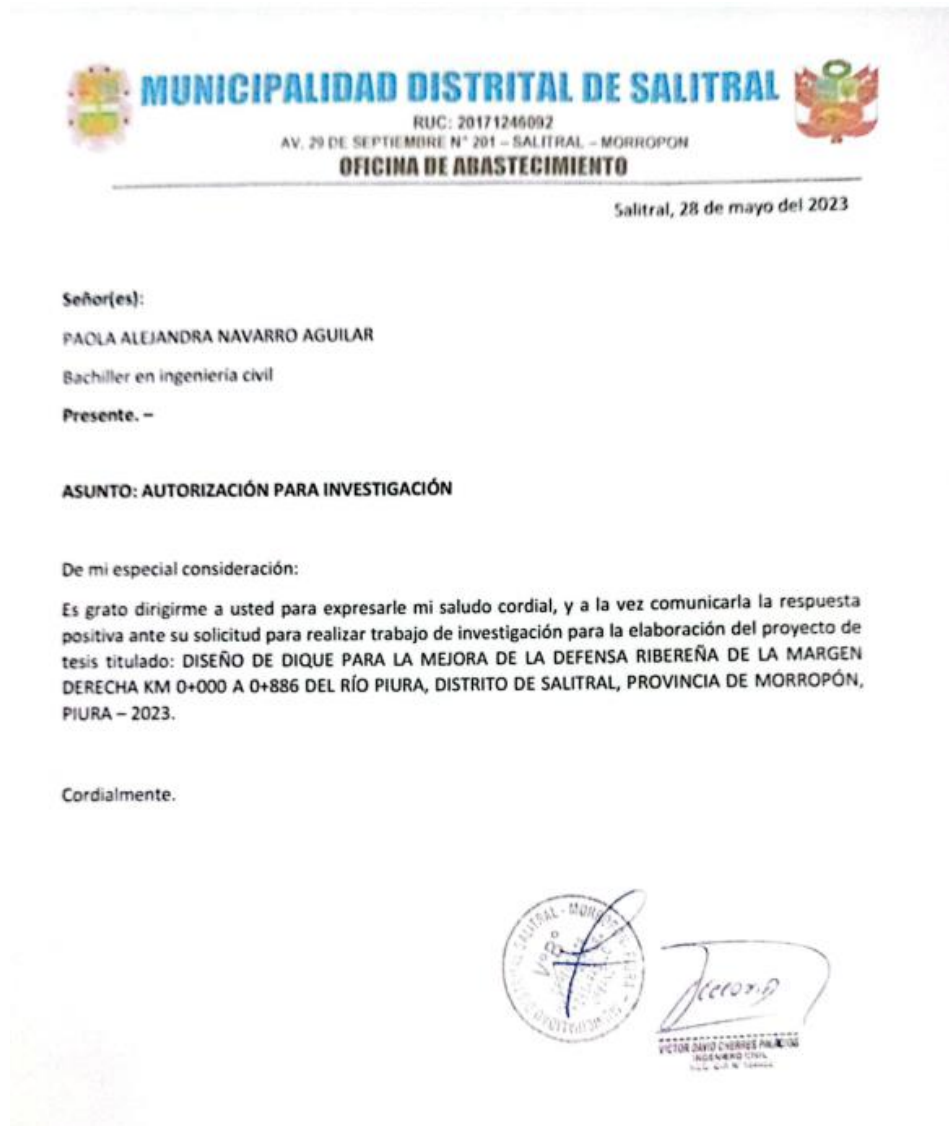 MUNICIPALIDAD DISTRITAL DE SALITRAL
RUC: 20171246092
AV. 29 DE SEPTIEMBRE N° 201 – SALITRAL – MORROPON
OFICINA DE ABASTECIMIENTO
Salitral, 28 de mayo del 2023
Señor(es):
PAOLA ALEJANDRA NAVARRO AGUILAR
Bachiller en ingeniería civil
Presente. –
ASUNTO: AUTORIZACIÓN PARA INVESTIGACIÓN
De mi especial consideración:
Es grato dirigirme a usted para expresarle mi saludo cordial, y a la vez comunicarla la respuesta
positiva ante su solicitud para realizar trabajo de investigación para la elaboración del proyecto de
tesis titulado: DISEÑO DE DIQUE PARA LA MEJORA DE LA DEFENSA RIBEREÑA DE LA MARGEN
DERECHA KM 0+000 A 0+886 DEL RÍO PIURA, DISTRITO DE SALITRAL, PROVINCIA DE MORROPÓN,
PIURA – 2023.
Cordialmente.
SALITRAL - MORROPON PIURA - MUNICIPALIDAD
VICTOR DAVID CHERRES PALACIOS
INGENIERO CIVIL